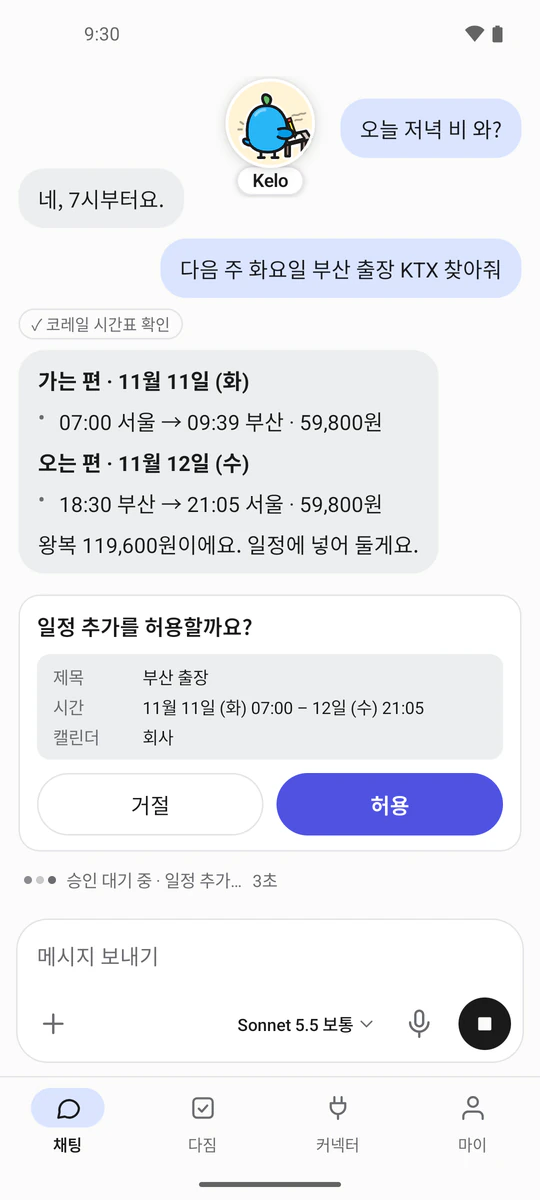 9:30
오늘 저녁 비 와?
Kelo
네, 7시부터요.
다음 주 화요일 부산 출장 KTX 찾아줘
✓ 코레일 시간표 확인
가는 편 · 11월 11일 (화)
• 07:00 서울 → 09:39 부산 · 59,800원
오는 편 · 11월 12일 (수)
• 18:30 부산 → 21:05 서울 · 59,800원
왕복 119,600원이에요. 일정에 넣어 둘게요.
일정 추가를 허용할까요?
제목 부산 출장
시간 11월 11일 (화) 07:00 – 12일 (수) 21:05
캘린더 회사
거절 허용
승인 대기 중 · 일정 추가... 3초
메시지 보내기
Sonnet 5.5 보통
채팅 다짐 커넥터 마이